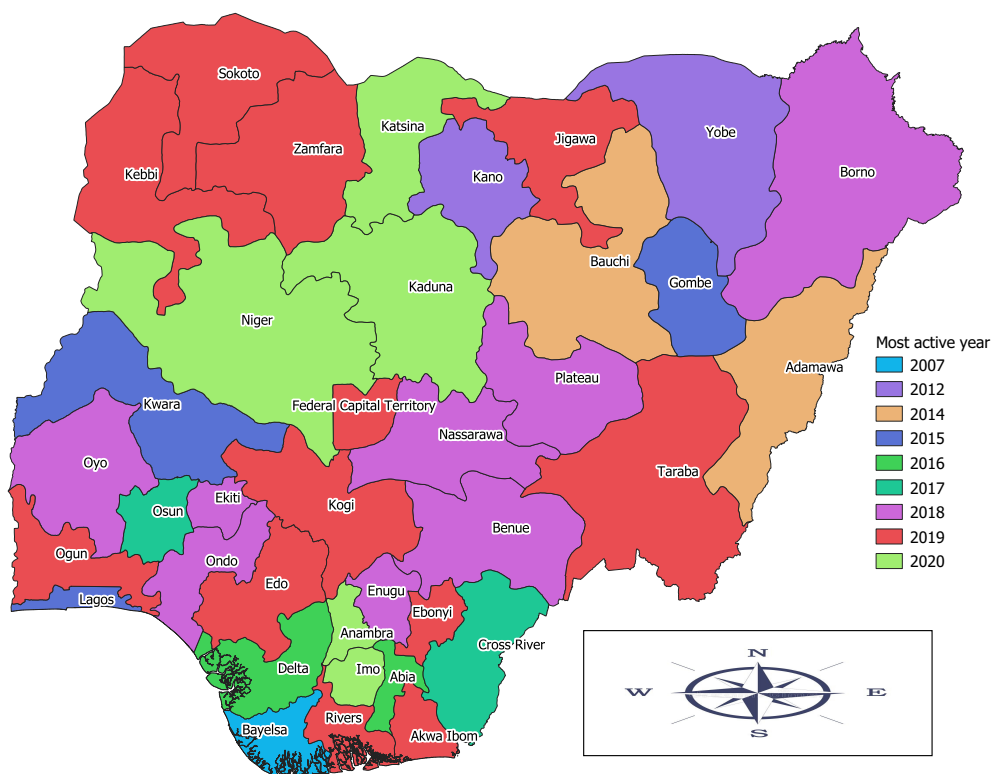 Sokoto
Katsina
Yobe
Jigawa
Zamfara
Borno
Kebbi
Kano
Bauchi
Gombe
Kaduna
Niger
Adamawa
Plateau
Kwara
Federal Capital Territory
Nassarawa
Oyo
Taraba
Ekiti
Osun
Kogi
Benue
Ogun
Ondo
Edo
Enugu
Lagos
Ebonyi
Anambra
Cross River
Delta
Imo
Abia
Rivers
Bayelsa
Akwa Ibom
Most active year
2007
2012
2014
2015
2016
2017
2018
2019
2020
N
W
E
S